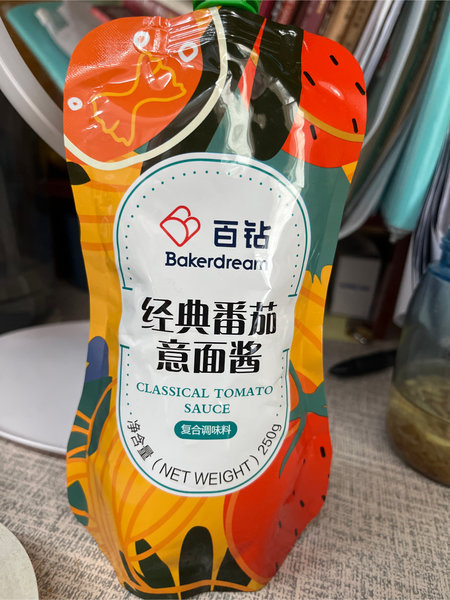 百钻
Bakerdream
经典番茄
意面酱
CLASSICAL TOMATO
SAUCE
复合调味料
净含量（NET WEIGHT）250g